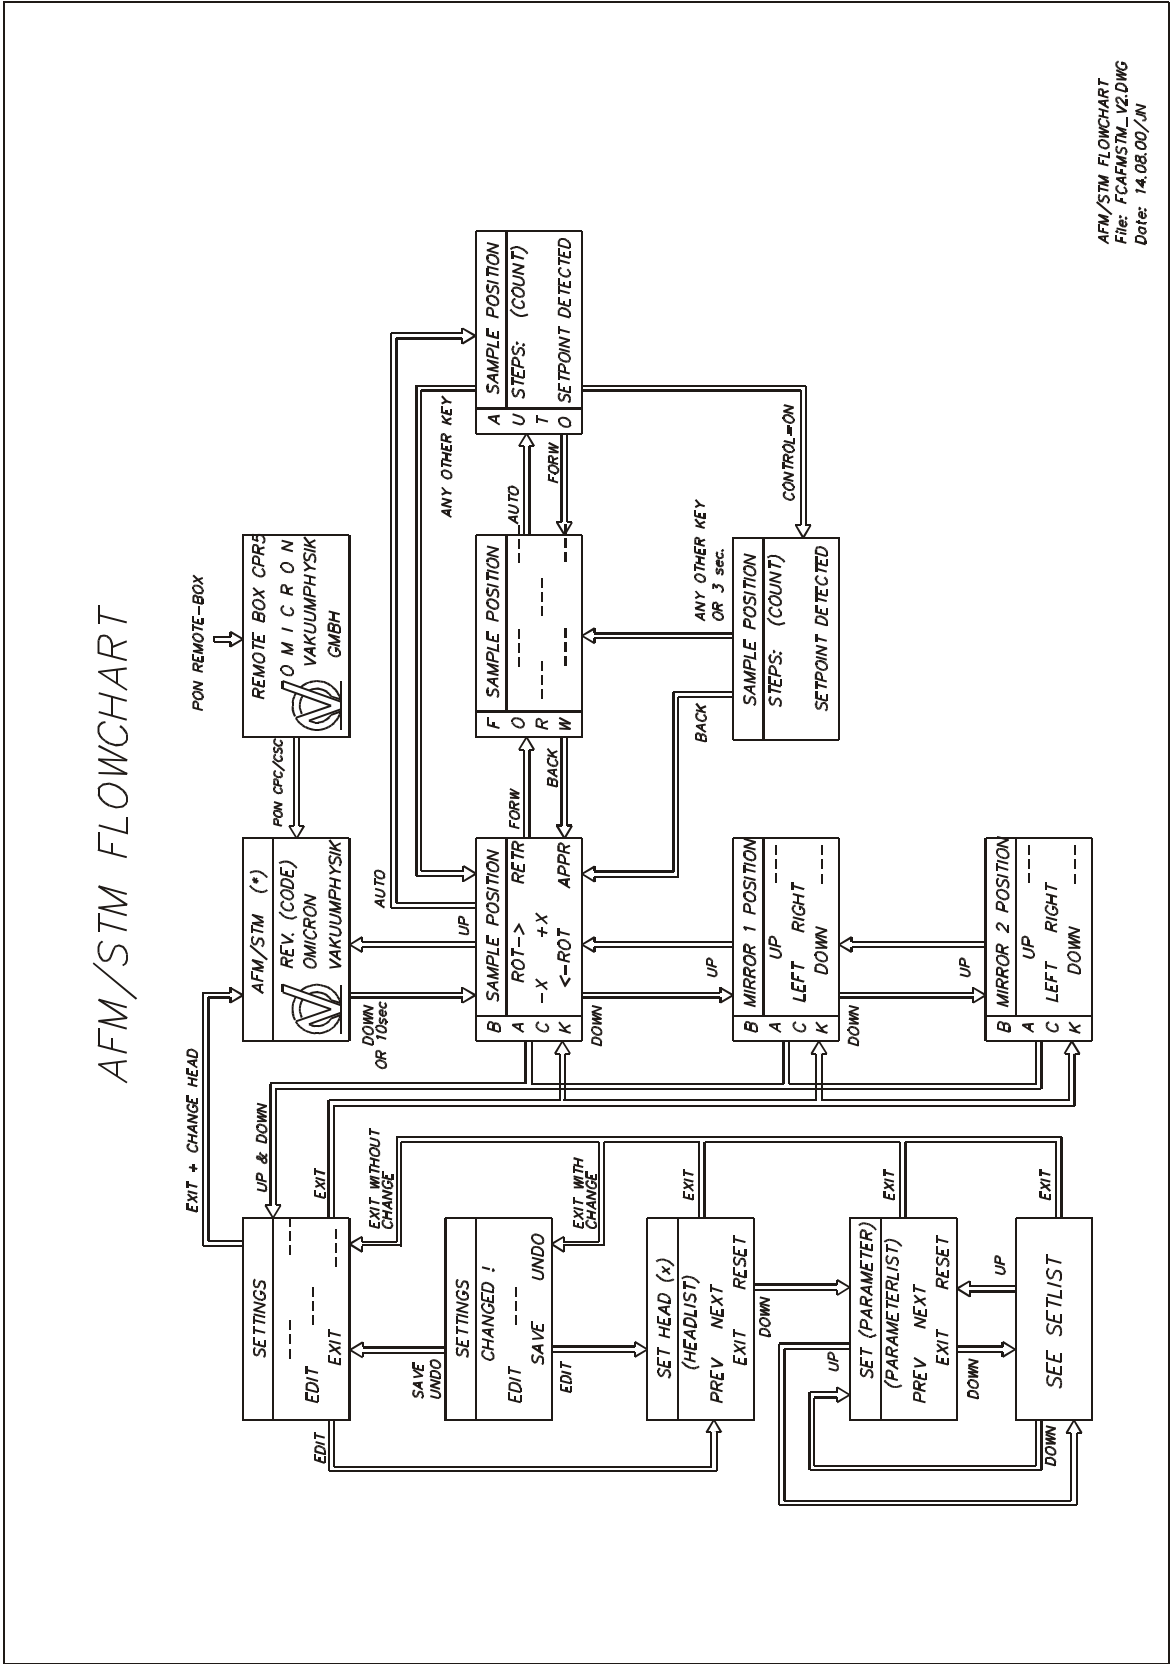 AFM/STM FLOWCHART
PON REMOTE-BOX
REMOTE BOX CPR5
O M I C R O N
VAKUUMPHYSIK
GMBH
PON CPC/CSC
AFM/STM (*)
REV. (CODE)
OMICRON
VAKUUMPHYSIK
EXIT + CHANGE HEAD
UP & DOWN
EXIT
SETTINGS
--- ---
EDIT --- ---
EXIT
EDIT
DOWN
OR 10sec
UP
AUTO
ANY OTHER KEY
B SAMPLE POSITION
A ROT-> RETR
C -X +X
K <-ROT APPR
FORW
BACK
F SAMPLE POSITION
O --- ---
R --- ---
W --- ---
AUTO
FORW
A SAMPLE POSITION
U STEPS: (COUNT)
T
O SETPOINT DETECTED
CONTROL=ON
ANY OTHER KEY
OR 3 sec.
BACK
SAMPLE POSITION
STEPS: (COUNT)
SETPOINT DETECTED
DOWN
UP
B MIRROR 1 POSITION
A UP ---
C LEFT RIGHT
K DOWN ---
DOWN
UP
B MIRROR 2 POSITION
A UP ---
C LEFT RIGHT
K DOWN ---
EXIT WITHOUT
CHANGE
SAVE
UNDO
SETTINGS
CHANGED !
EDIT ---
SAVE UNDO
EDIT
EXIT WITH
CHANGE
SET HEAD (x)
(HEADLIST)
PREV NEXT
EXIT RESET
EXIT
DOWN
UP
SET (PARAMETER)
(PARAMETERLIST)
PREV NEXT
EXIT RESET
EXIT
DOWN
UP
SEE SETLIST
EXIT
DOWN
AFM/STM FLOWCHART
File: FCAFMSTM_V2.DWG
Date: 14.08.00/JN